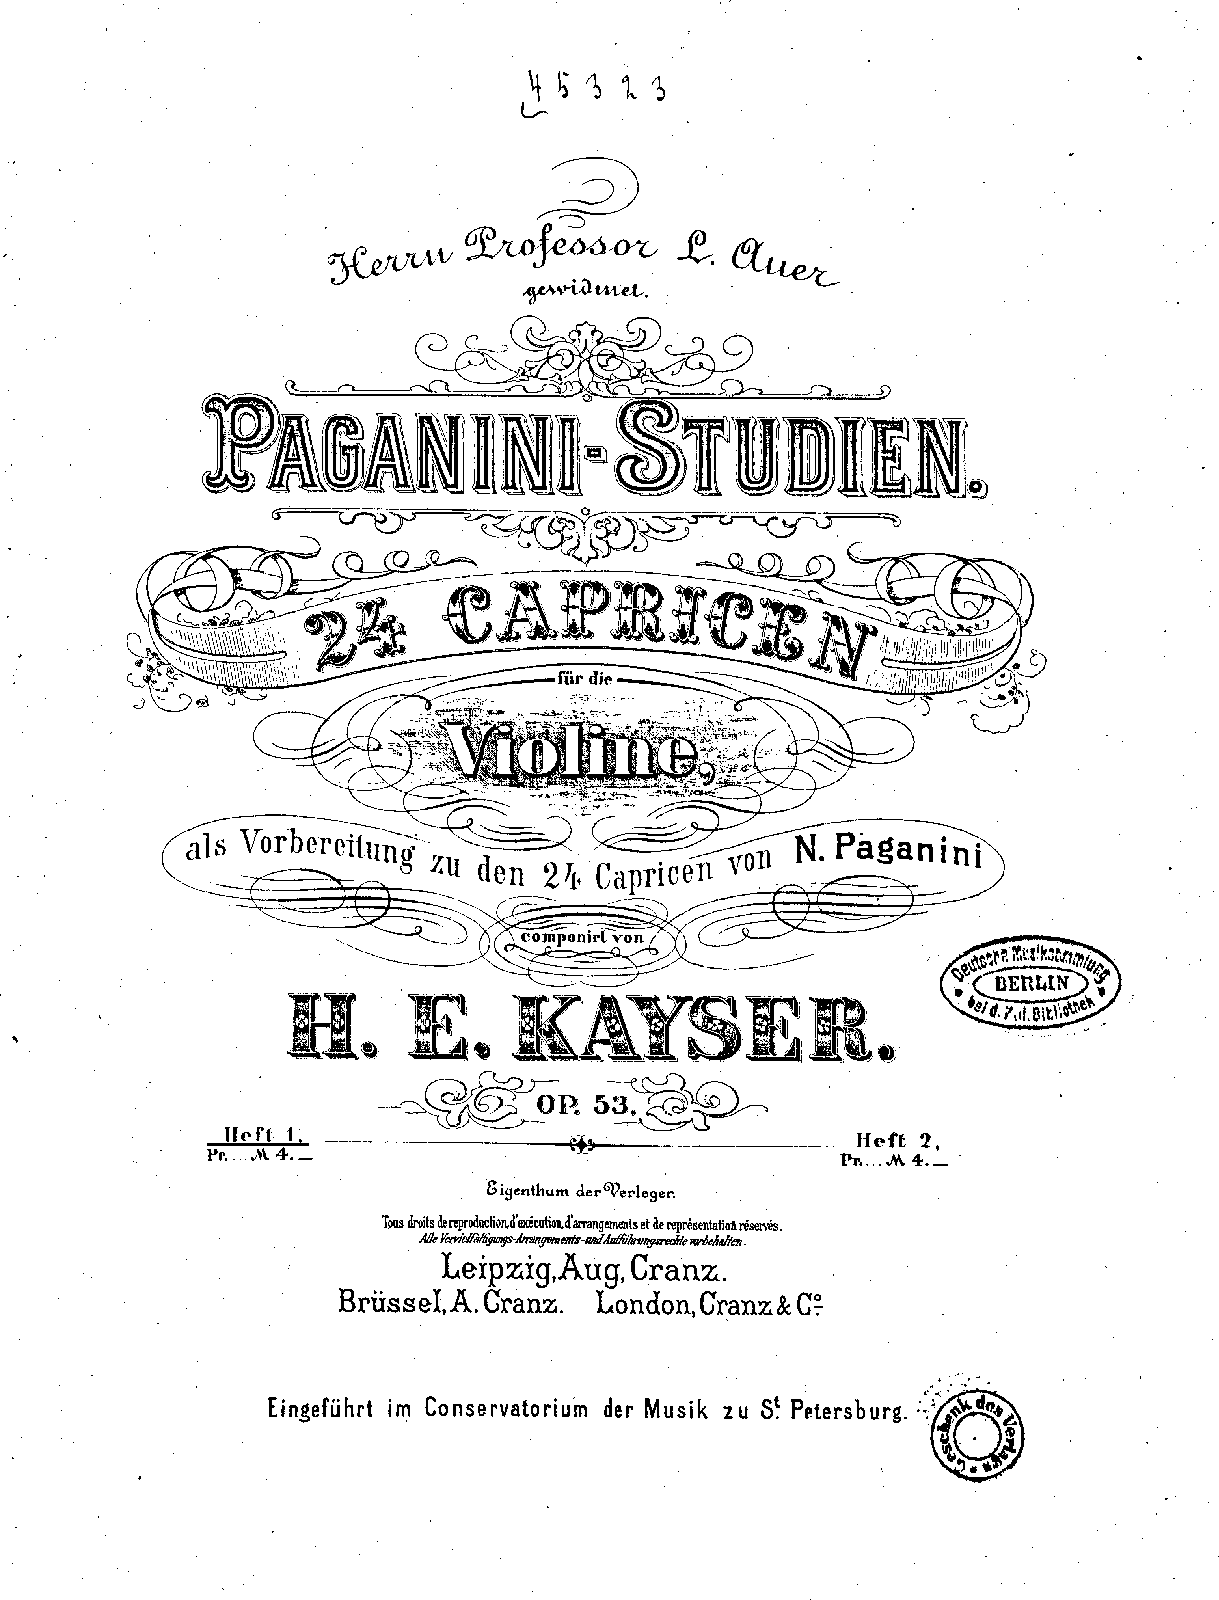 45323
Herrn Professor L. Auer
gewidmet.
PAGANINI-STUDIEN.
24 CAPRICEN
für die
Violine,
als Vorbereitung zu den 24 Capricen von N. Paganini
componirt von
H. E. KAYSER.
OP. 53.
Deutsche Musiksammlung
BERLIN
bei d. K. Bibliothek
Heft 1.
Pr. M 4.—
Heft 2.
Pr. M 4.—
Eigenthum der Verleger.
Tous droits de reproduction, d'exécution, d'arrangements et de représentation réservés.
Alle Vervielfältigungs-Arrangements-und Aufführungsrechte vorbehalten.
Leipzig, Aug. Cranz.
Brüssel, A. Cranz. London, Cranz & Co.
Eingeführt im Conservatorium der Musik zu St. Petersburg.
Geschenk des Verlags